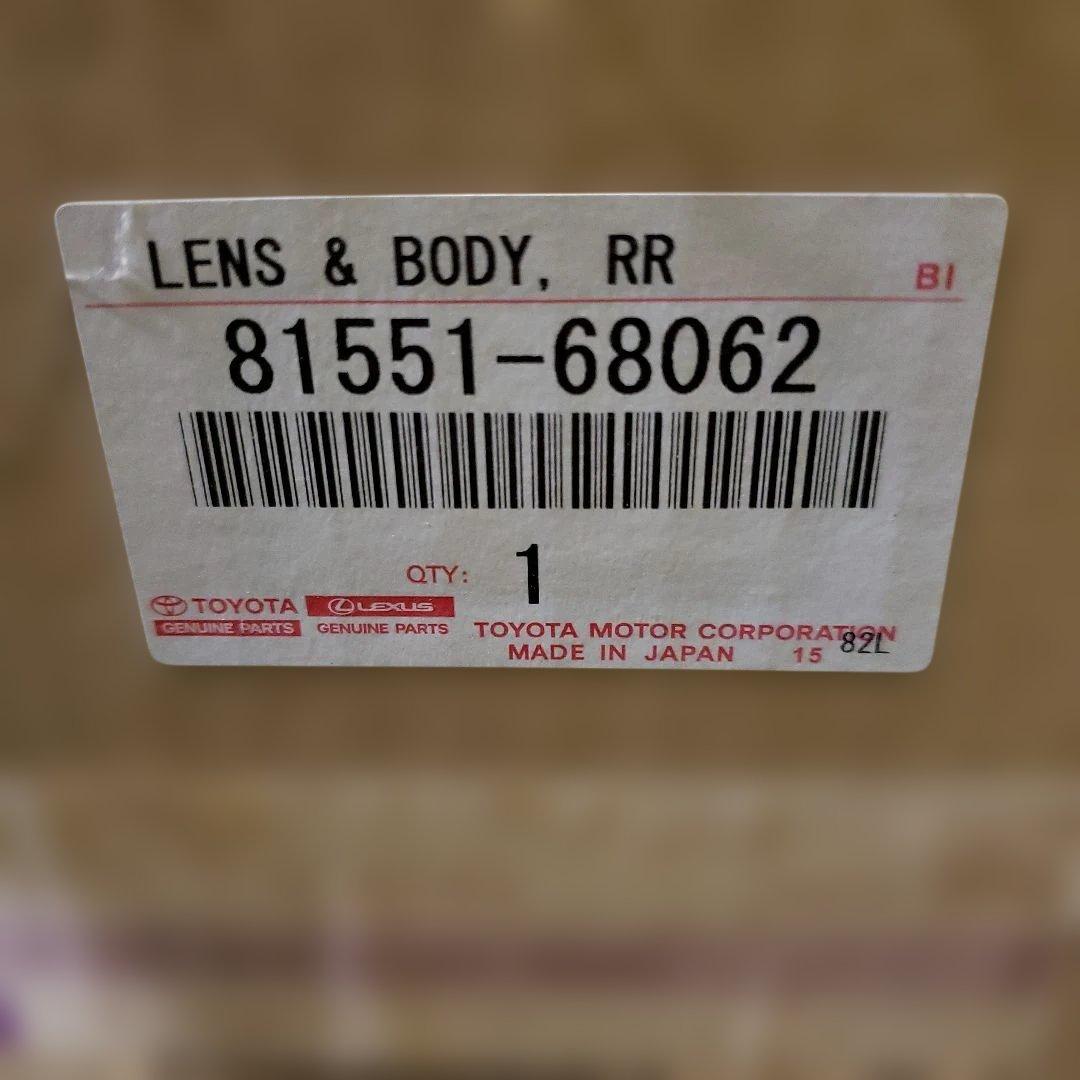 LENS & BODY, RR
BI
81551-68062
QTY: 1
TOYOTA LEXUS
GENUINE PARTS GENUINE PARTS
TOYOTA MOTOR CORPORATION
MADE IN JAPAN 15 82L